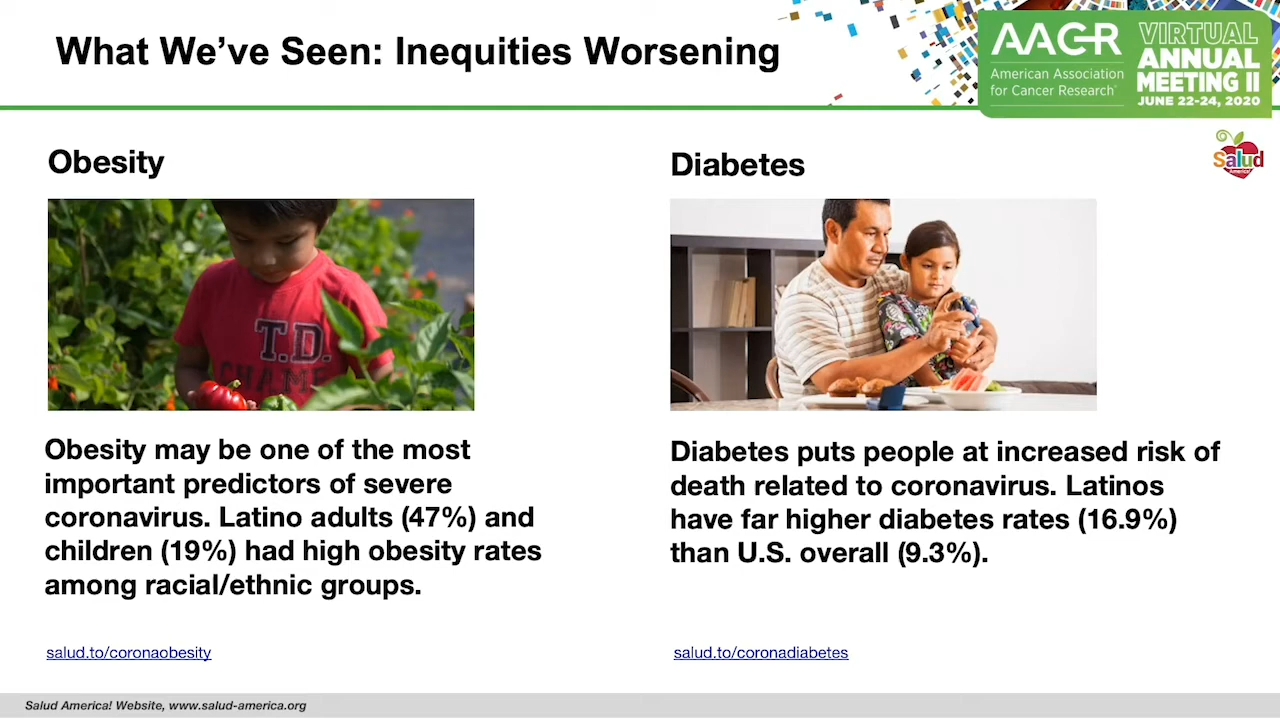 What We've Seen: Inequities Worsening
AACR
American Association
for Cancer Research
VIRTUAL
ANNUAL
MEETING II
JUNE 22-24, 2020
Salud
America!
Obesity
T.D.
CHAMP
Obesity may be one of the most
important predictors of severe
coronavirus. Latino adults (47%) and
children (19%) had high obesity rates
among racial/ethnic groups.
salud.to/coronaobesity
Diabetes
Diabetes puts people at increased risk of
death related to coronavirus. Latinos
have far higher diabetes rates (16.9%)
than U.S. overall (9.3%).
salud.to/coronadiabetes
Salud America! Website, www.salud-america.org